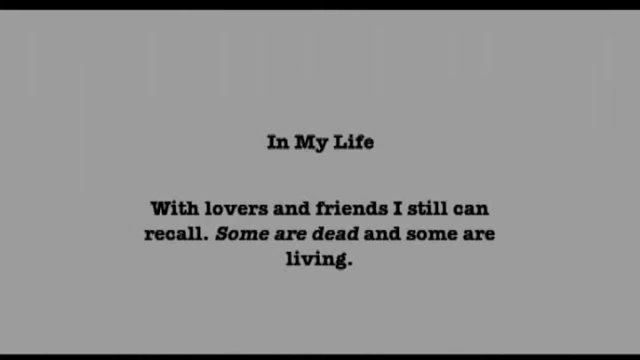 In My Life
With lovers and friends I still can
recall. Some are dead and some are
living.